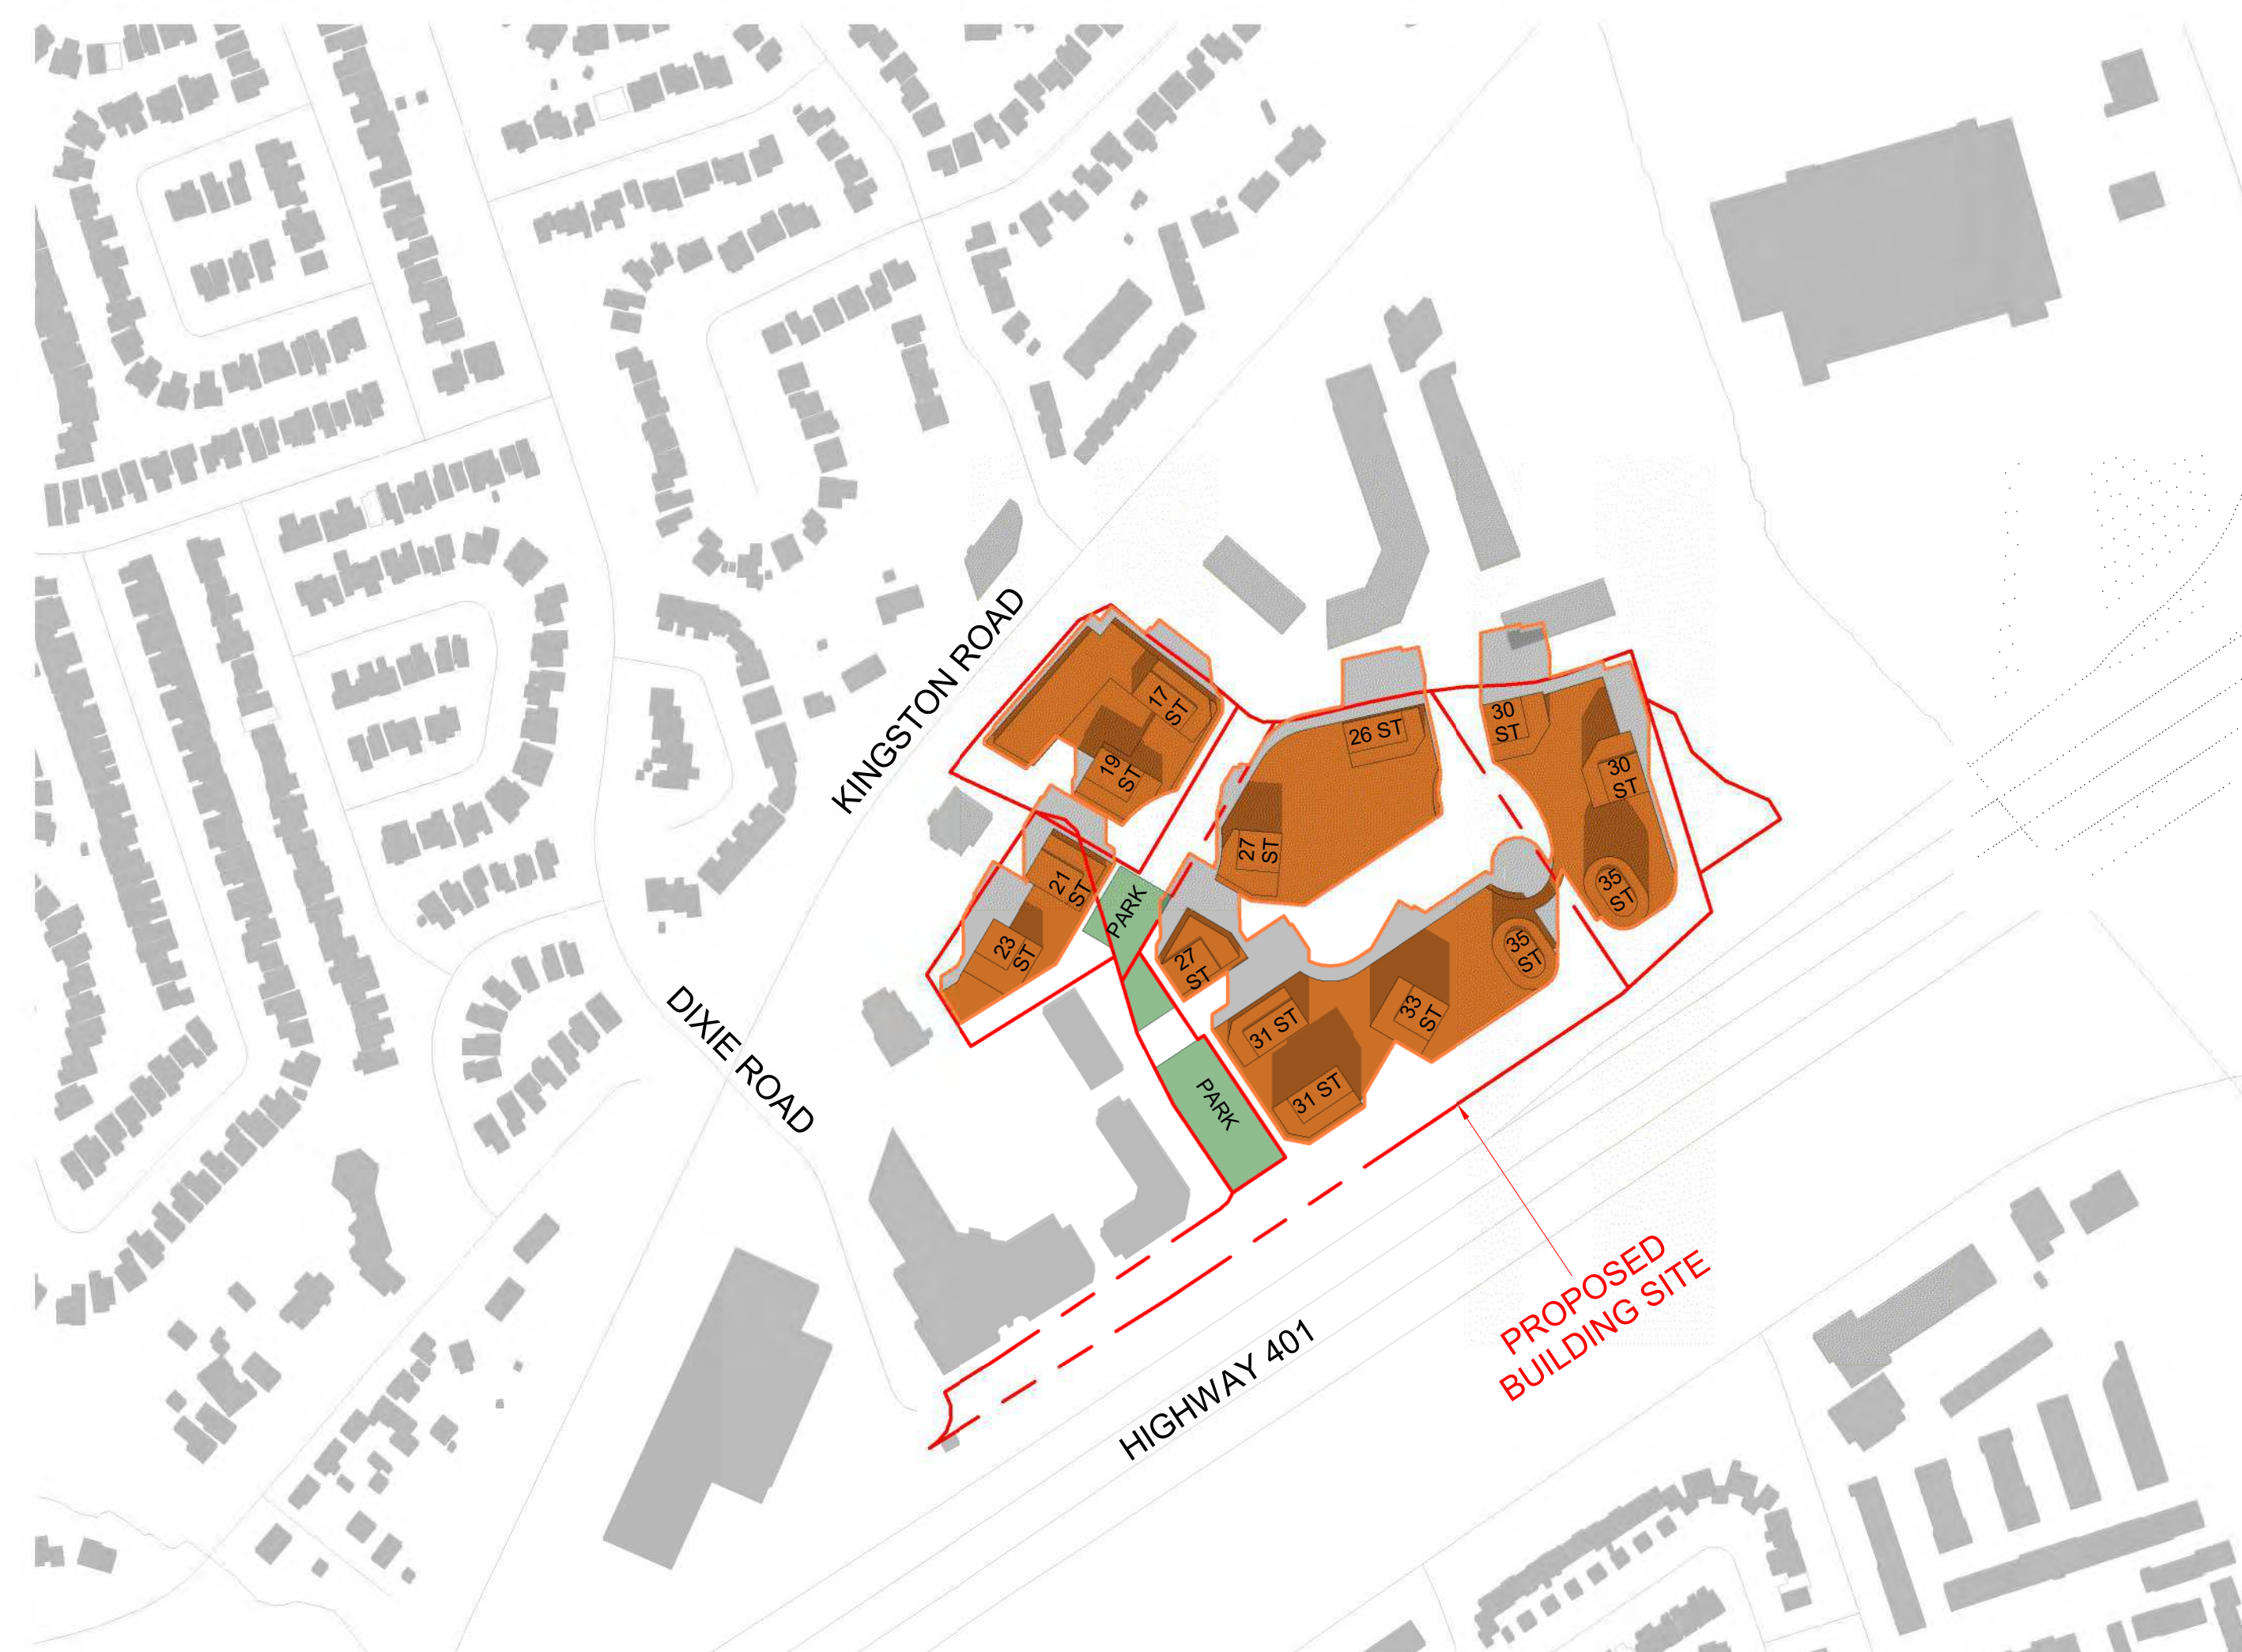 KINGSTON ROAD
17
ST
19
ST
26 ST
30
ST
30
ST
27
ST
21
ST
35
ST
PARK
23
ST
27
ST
35
ST
31 ST
33
ST
31 ST
PARK
DIXIE ROAD
PROPOSED
BUILDING SITE
HIGHWAY 401